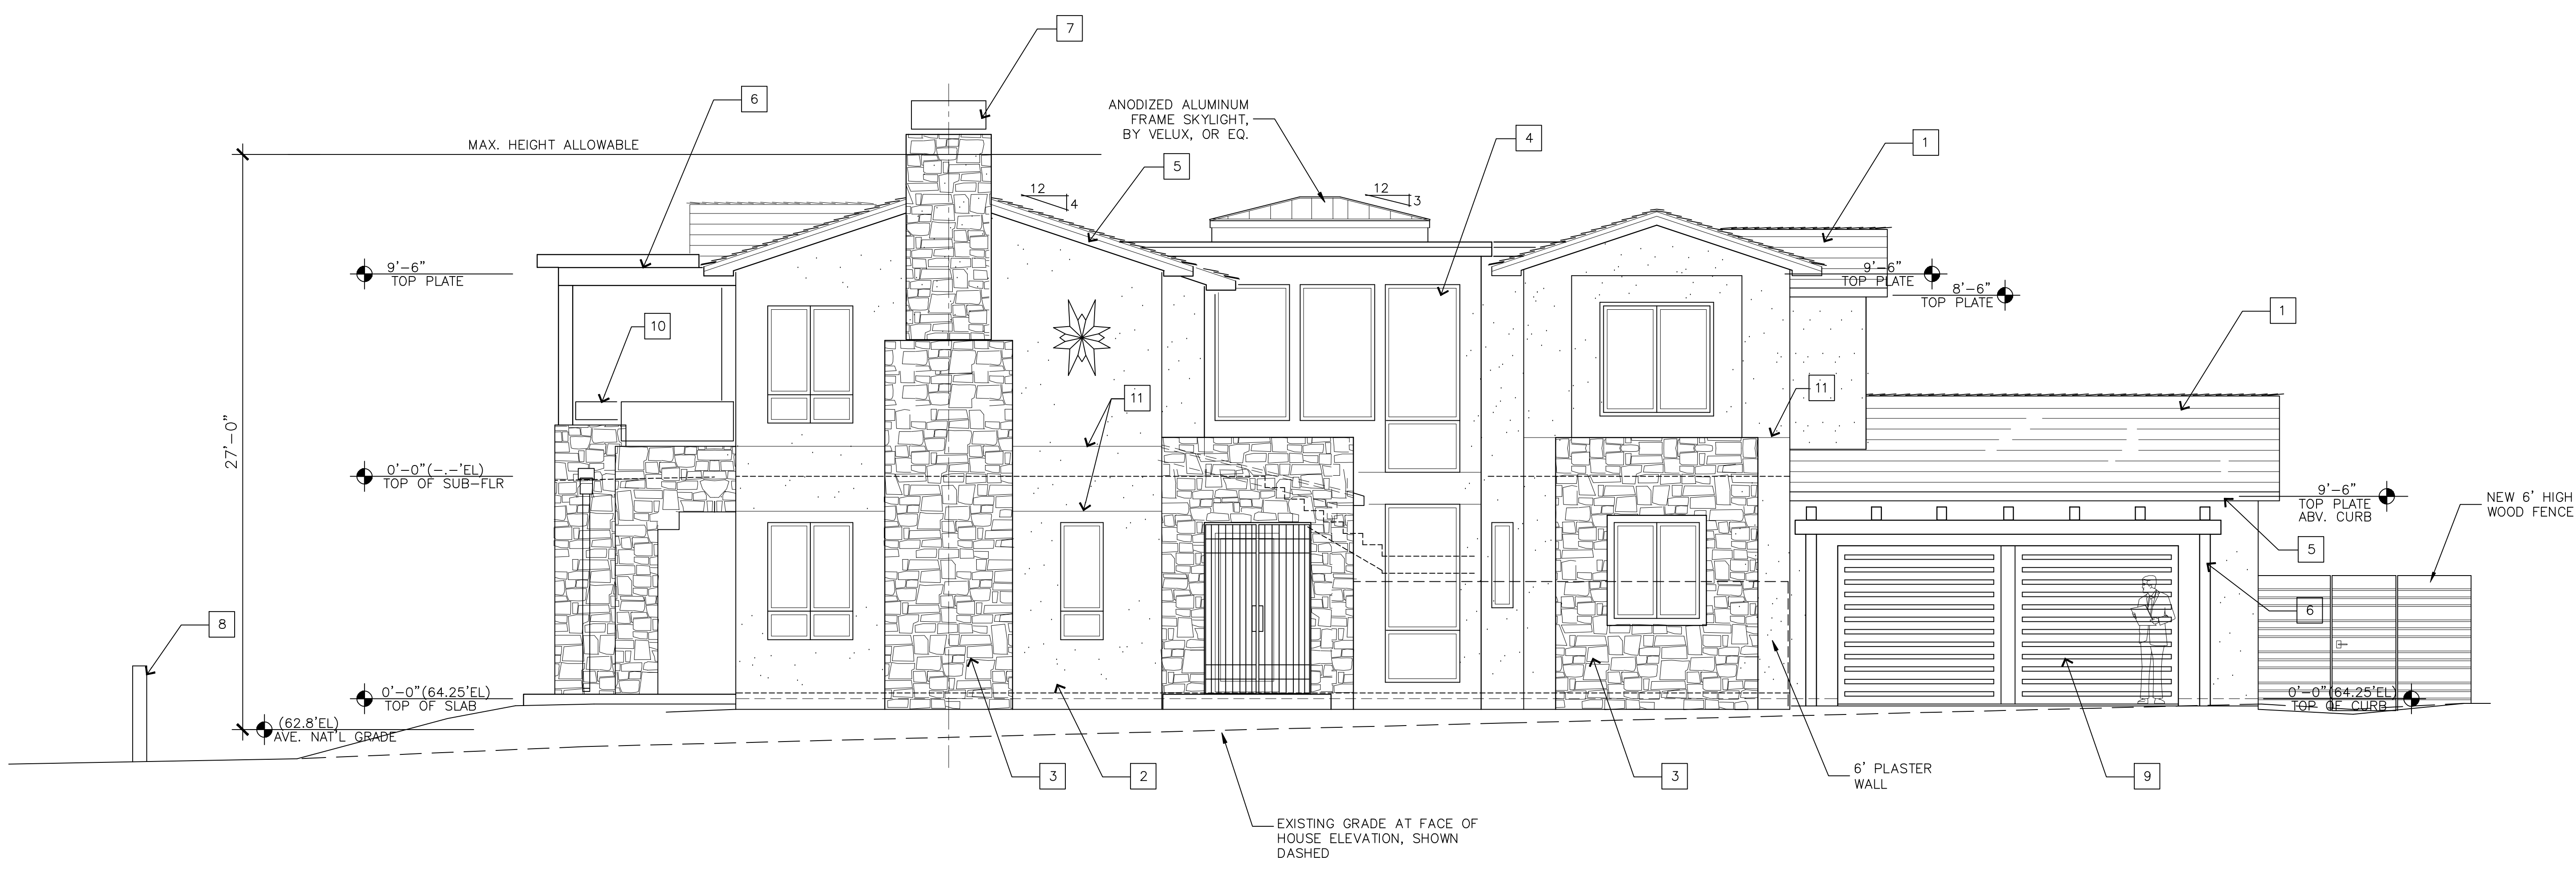 7
6
ANODIZED ALUMINUM
FRAME SKYLIGHT,
BY VELUX, OR EQ.
4
1
MAX. HEIGHT ALLOWABLE
5
12
4
12
3
9'-6"
TOP PLATE
9'-6"
TOP PLATE
8'-6"
TOP PLATE
10
1
11
11
27'-0"
0'-0"(-.-'EL)
TOP OF SUB-FLR
9'-6"
TOP PLATE
ABV. CURB
NEW 6' HIGH
WOOD FENCE
5
6
8
0'-0"(64.25'EL)
TOP OF SLAB
0'-0"(64.25'EL)
TOP OF CURB
(62.8'EL)
AVE. NAT'L GRADE
3
2
3
6' PLASTER
WALL
9
EXISTING GRADE AT FACE OF
HOUSE ELEVATION, SHOWN
DASHED